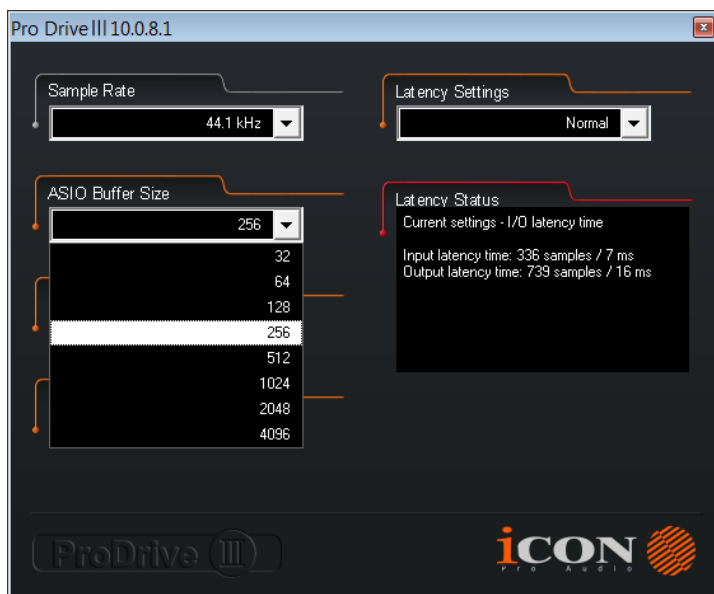 Pro Drive III 10.0.8.1
Sample Rate
44.1 kHz
Latency Settings
Normal
ASIO Buffer Size
256
32
64
128
256
512
1024
2048
4096
Latency Status
Current settings - I/O latency time
Input latency time: 336 samples / 7 ms
Output latency time: 739 samples / 16 ms
ProDrive III
iCON
Pro Audio